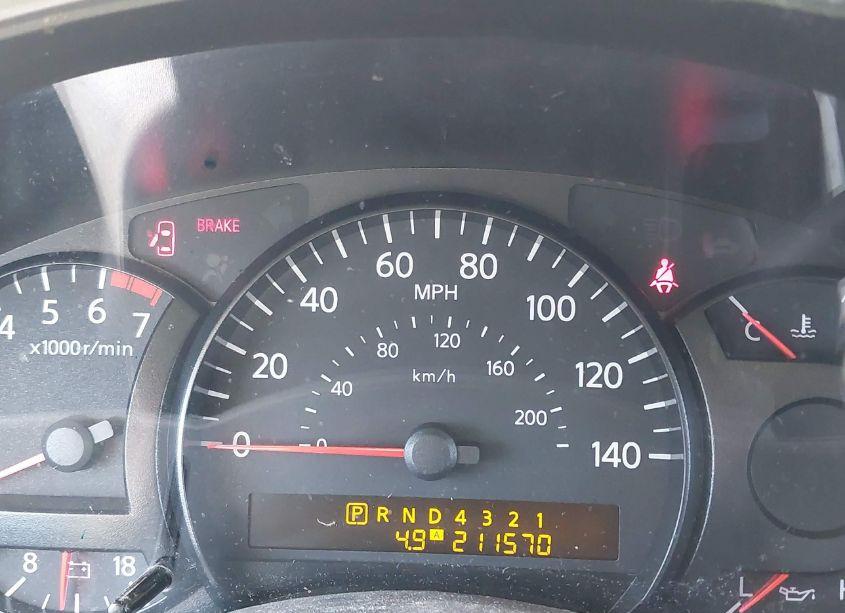 BRAKE
60 80
MPH
4 5 6 7
x1000r/min
40 100
20 120
0 140
80 120 160
40 km/h 200
0
C
P R N D 4 3 2 1
4.9 A 211570
8 18
L H